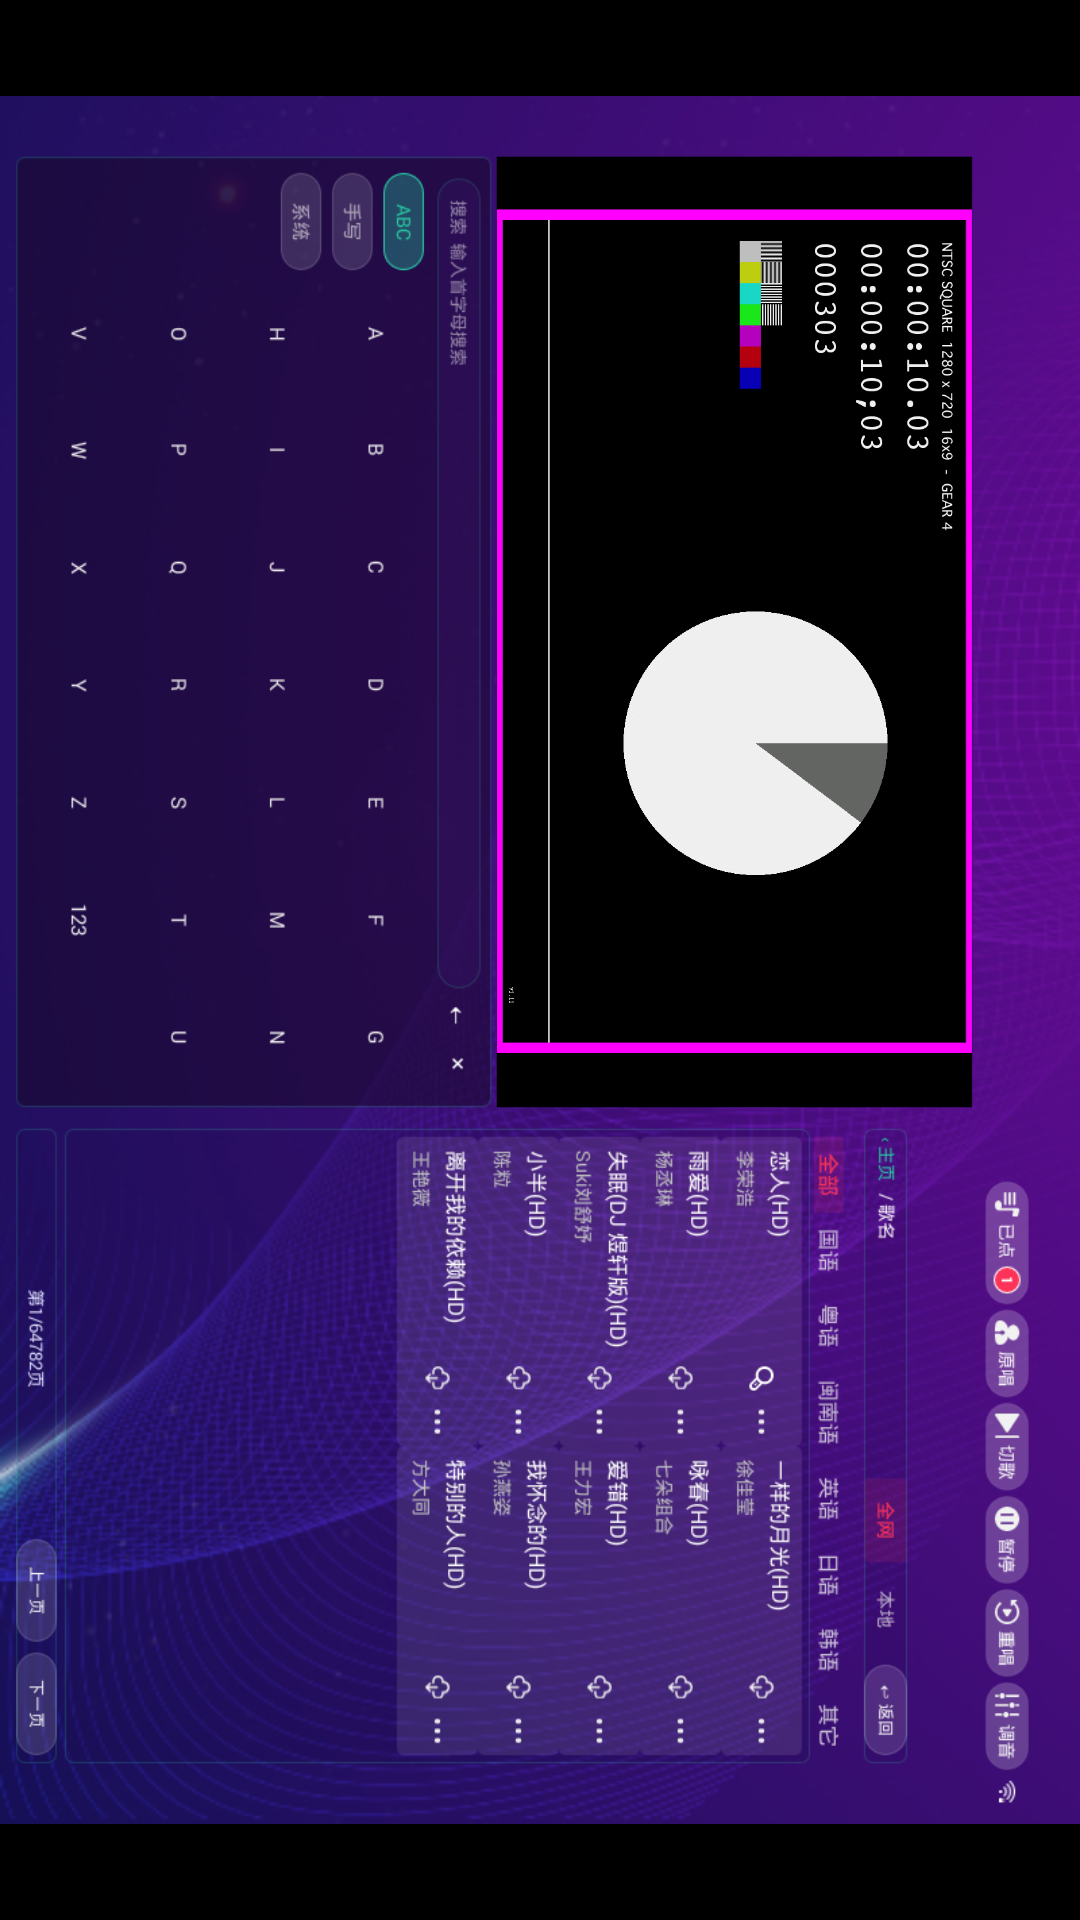 已点 1
原唱
切歌
暂停
重唱
调音
NTSC SQUARE 1280 x 720 16x9 - GEAR 4
00:00:10.03
00:00:10;03
000303
‹ 主页 / 歌名
全网
本地
返回
全部 国语 粤语 闽南语 英语 日语 韩语 其它
恋人(HD)
李荣浩
一样的月光(HD)
徐佳莹
雨爱(HD)
杨丞琳
咏春(HD)
七朵组合
失眠(DJ 煜轩版)(HD)
Suki刘舒妤
爱错(HD)
王力宏
小半(HD)
陈粒
我怀念的(HD)
孙燕姿
离开我的依赖(HD)
王艳薇
特别的人(HD)
方大同
搜索 输入首字母搜索
ABC
手写
系统
A B C D E F G
H I J K L M N
O P Q R S T U
V W X Y Z 123
第1/64782页
上一页
下一页